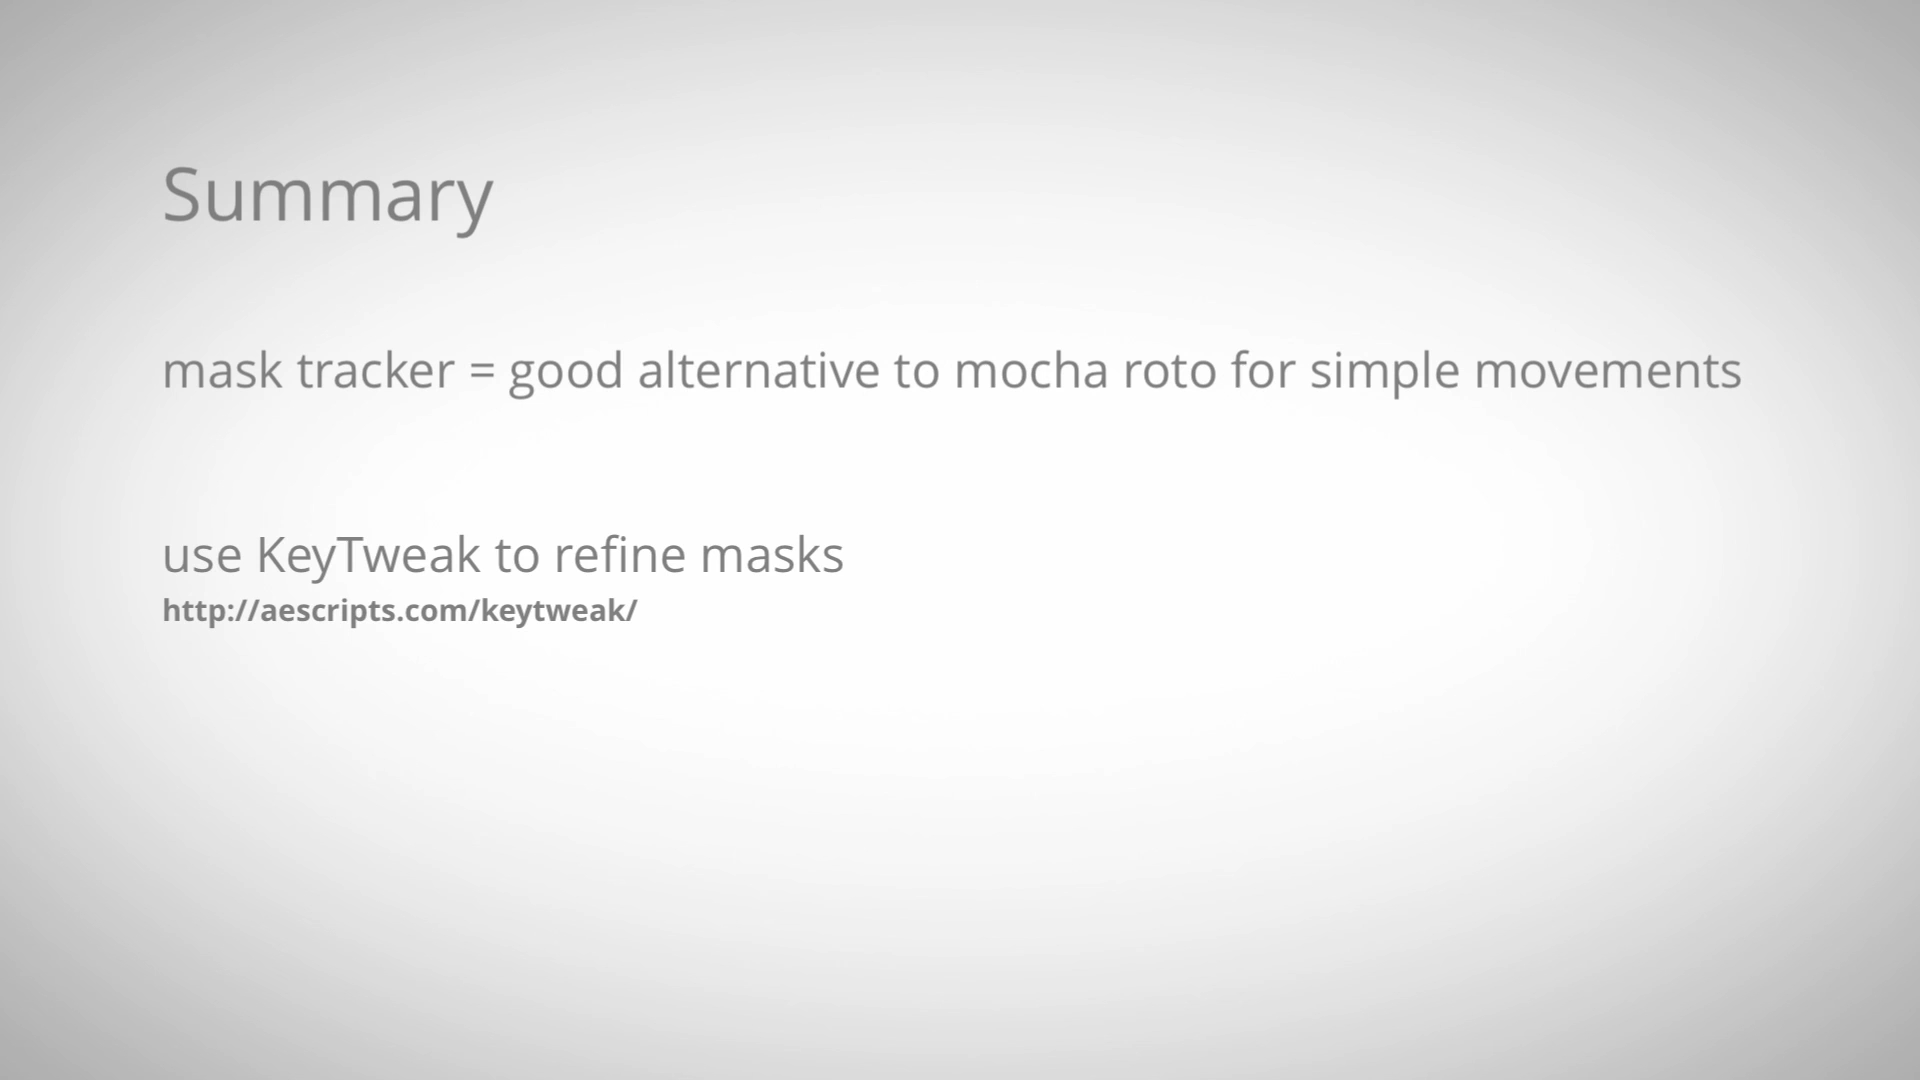 Summary
mask tracker = good alternative to mocha roto for simple movements
use KeyTweak to refine masks
http://aescripts.com/keytweak/